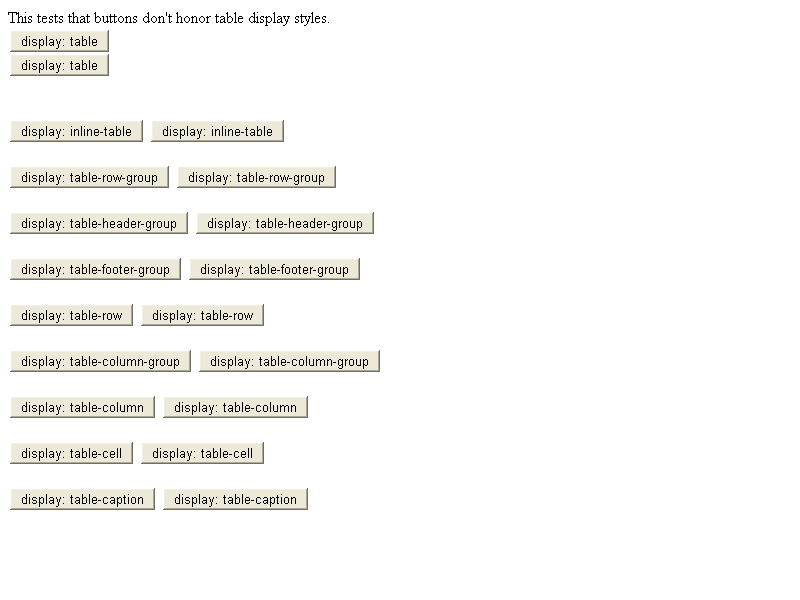 This tests that buttons don't honor table display styles.
display: table
display: table
display: inline-table display: inline-table
display: table-row-group display: table-row-group
display: table-header-group display: table-header-group
display: table-footer-group display: table-footer-group
display: table-row display: table-row
display: table-column-group display: table-column-group
display: table-column display: table-column
display: table-cell display: table-cell
display: table-caption display: table-caption